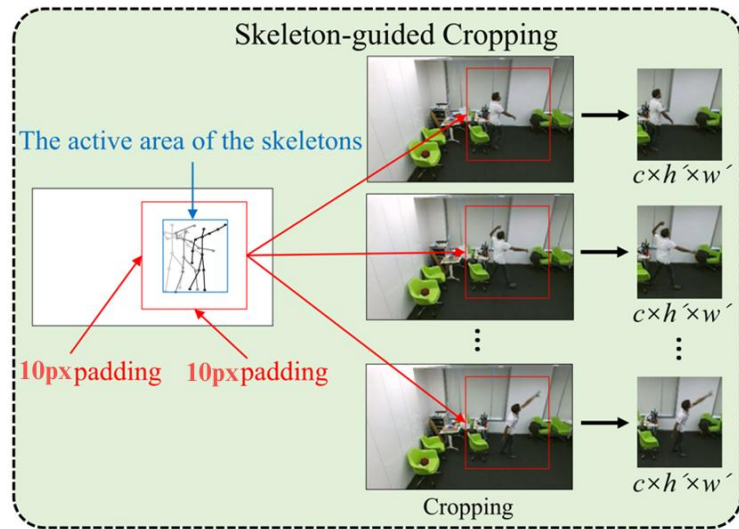 Skeleton-guided Cropping
The active area of the skeletons
c×h´×w´
c×h´×w´
10px padding
10px padding
c×h´×w´
Cropping